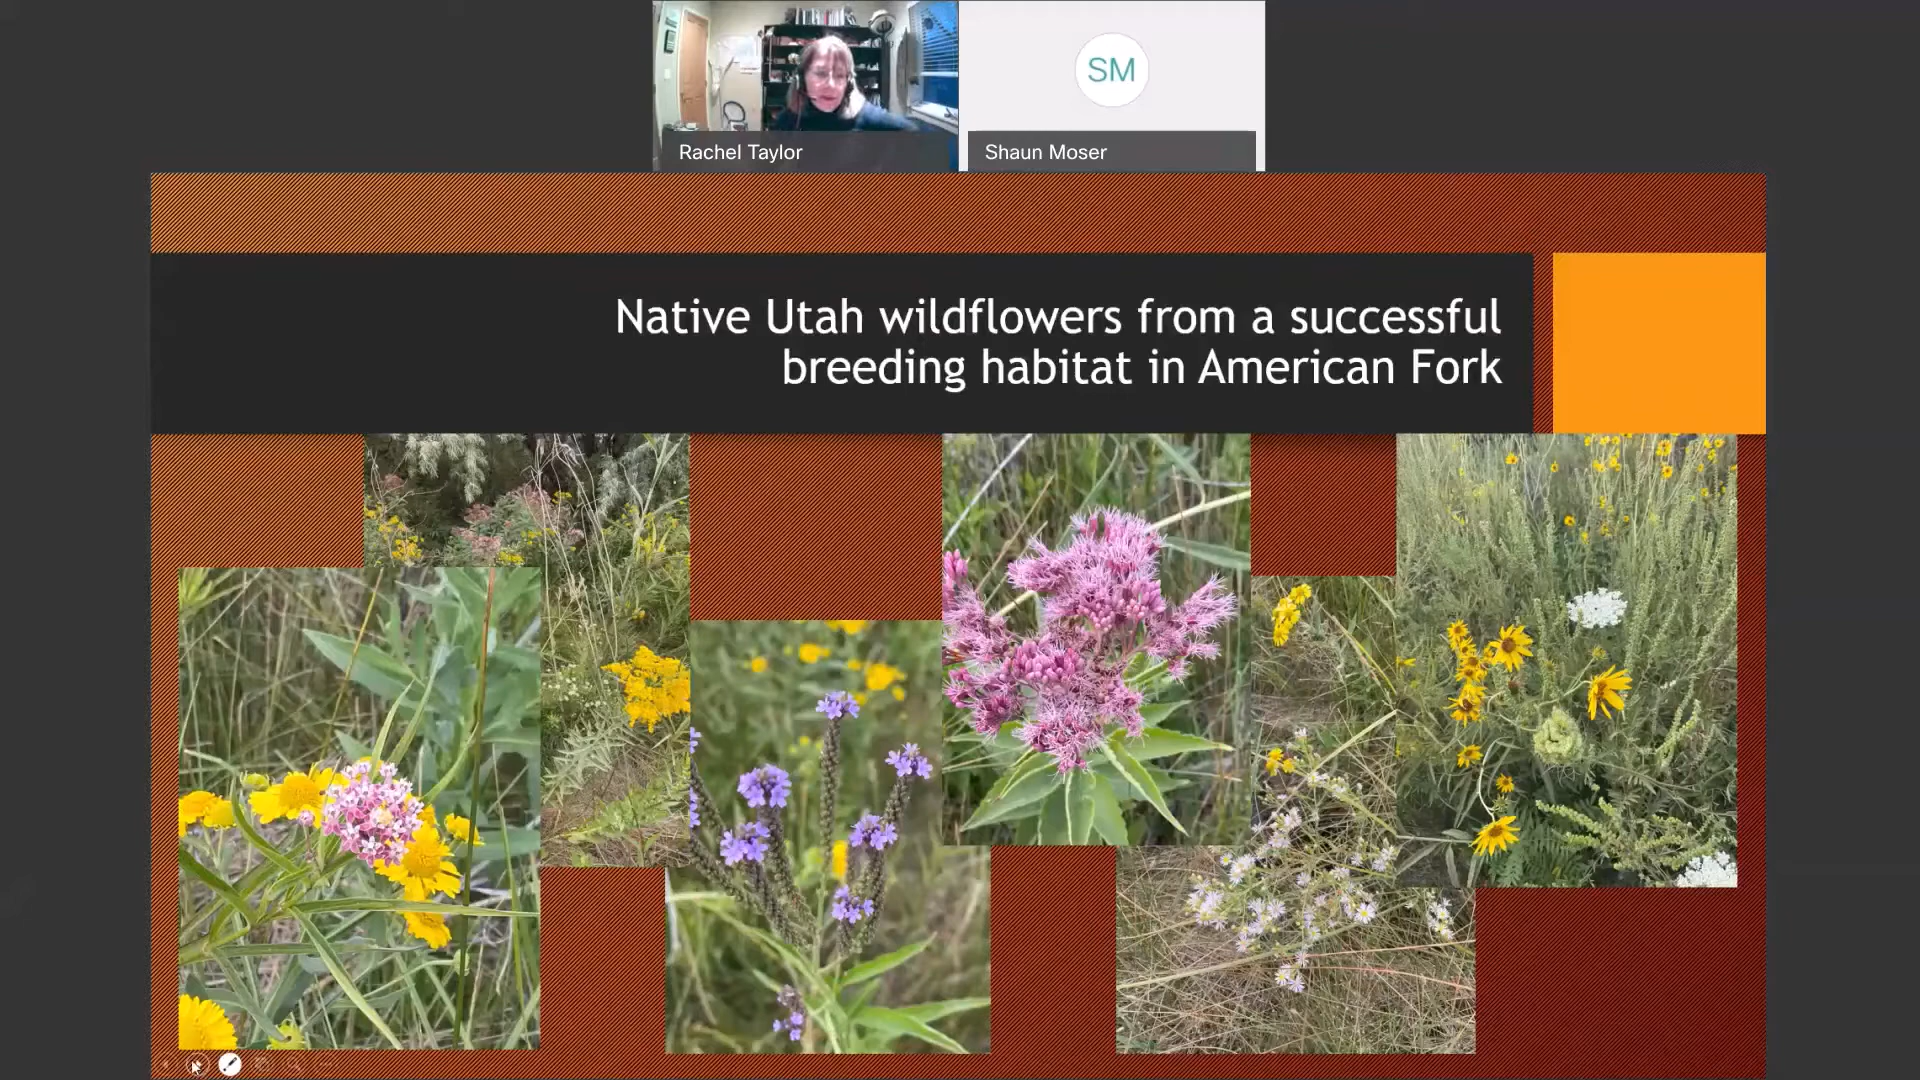 SM
Rachel Taylor
Shaun Moser
Native Utah wildflowers from a successful
breeding habitat in American Fork